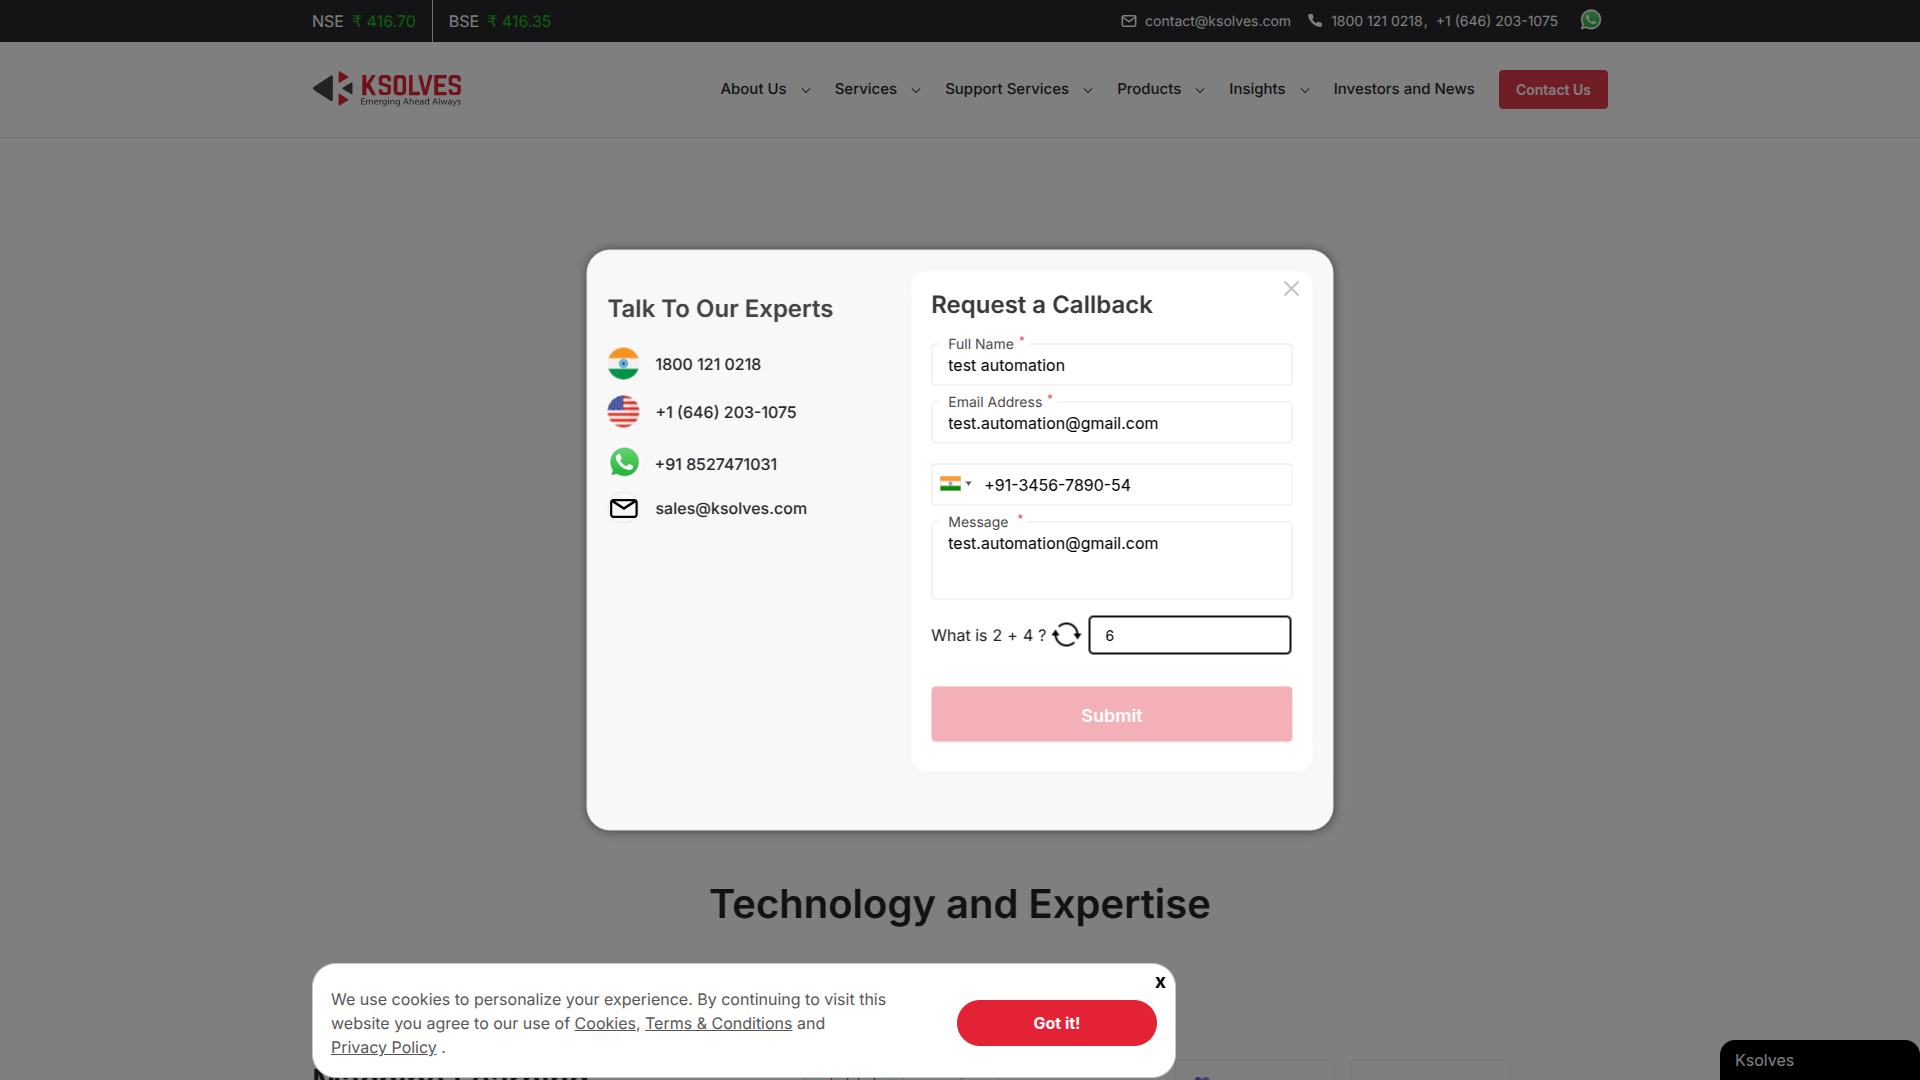 NSE ₹ 416.70 BSE ₹ 416.35
contact@ksolves.com 1800 121 0218, +1 (646) 203-1075
KSOLVES
Emerging Ahead Always
About Us Services Support Services Products Insights Investors and News Contact Us
Talk To Our Experts
1800 121 0218
+1 (646) 203-1075
+91 8527471031
sales@ksolves.com
Request a Callback
Full Name *
test automation
Email Address *
test.automation@gmail.com
+91-3456-7890-54
Message *
test.automation@gmail.com
What is 2 + 4 ? 6
Submit
Technology and Expertise
X
We use cookies to personalize your experience. By continuing to visit this
website you agree to our use of Cookies, Terms & Conditions and
Privacy Policy .
Got it!
Ksolves